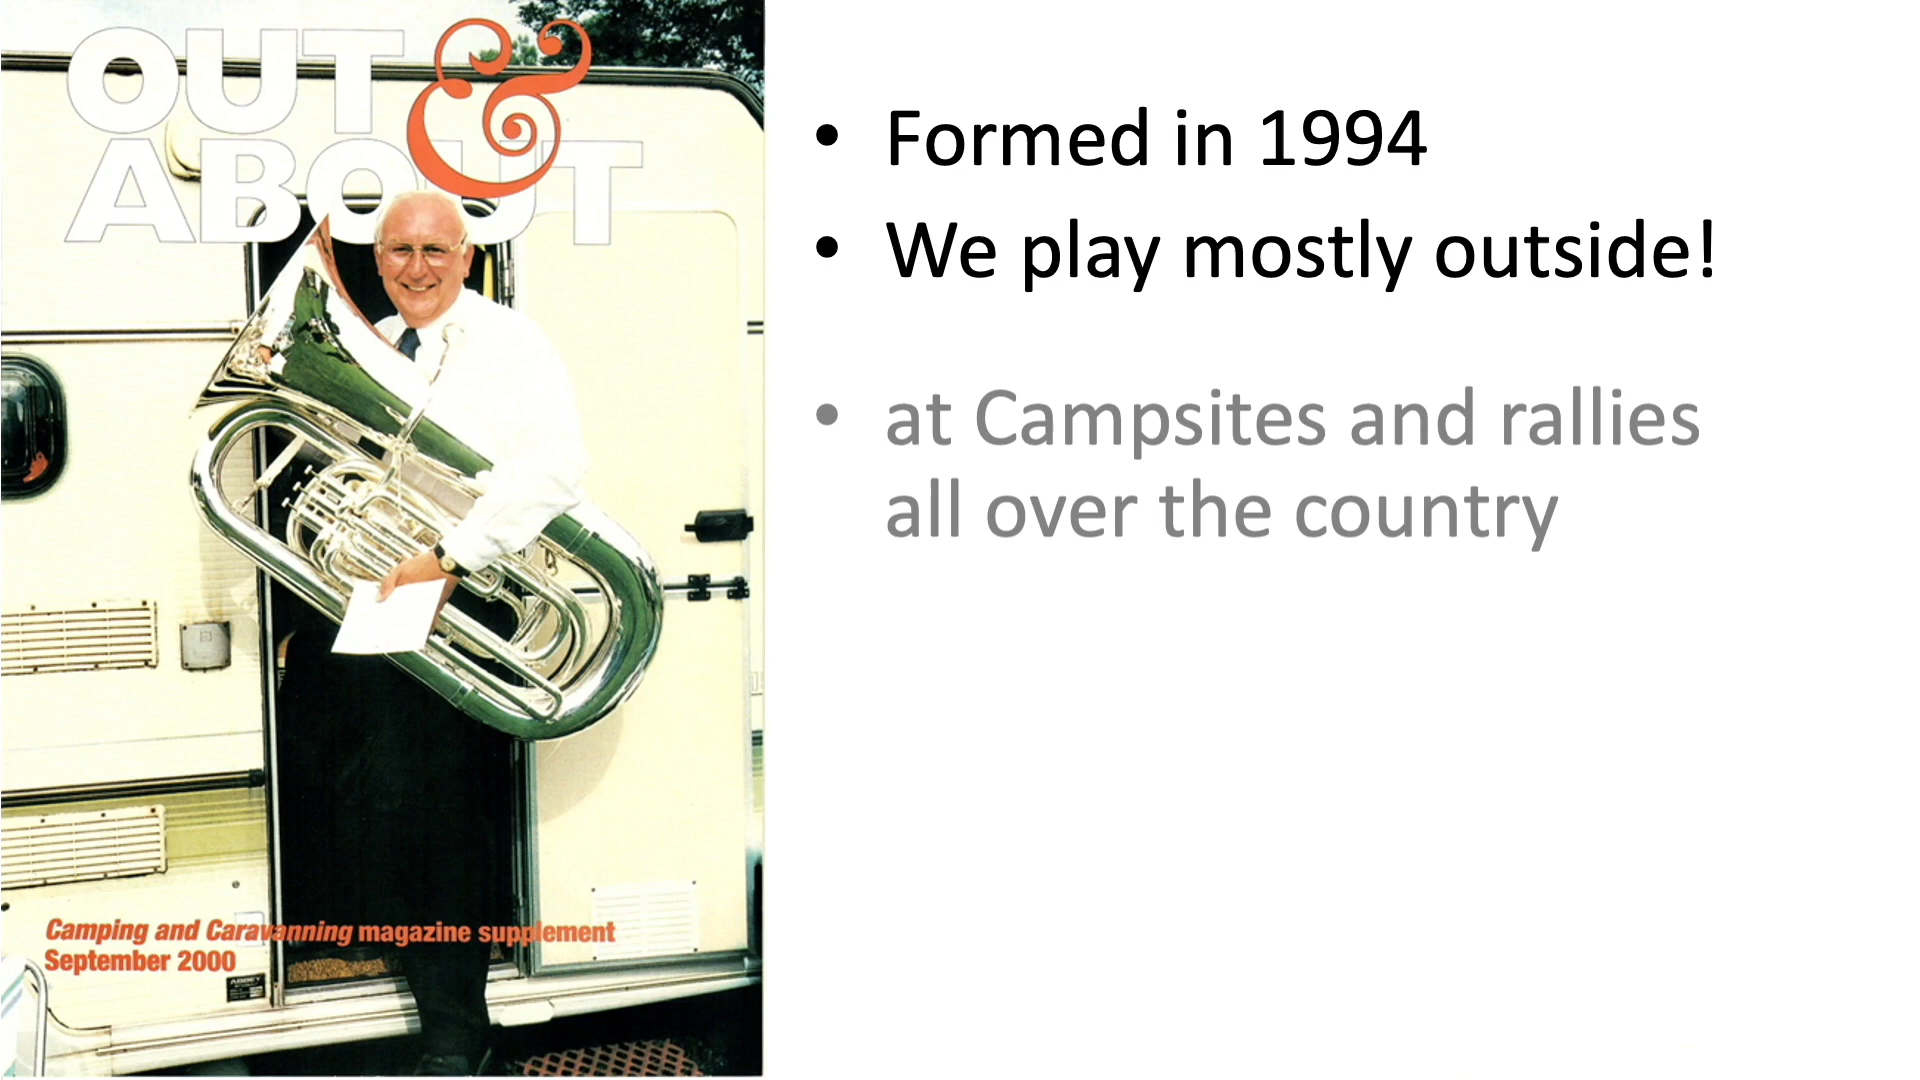 OUT &
ABOUT
Camping and Caravanning magazine supplement
September 2000
ABBEY
• Formed in 1994
• We play mostly outside!
• at Campsites and rallies
all over the country